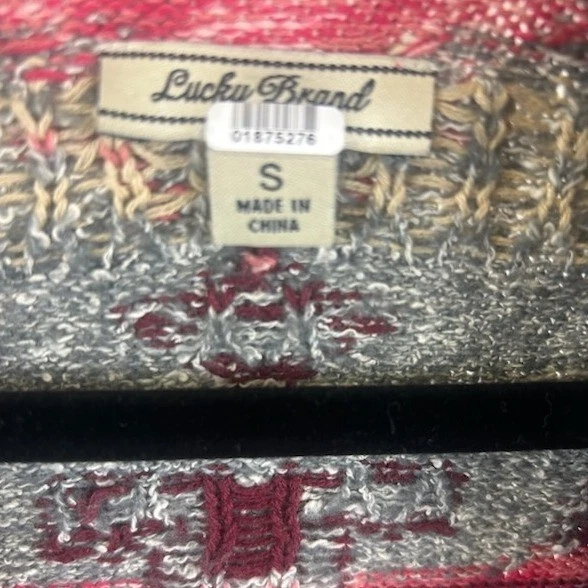 Lucky Brand
01875276
S
MADE IN
CHINA